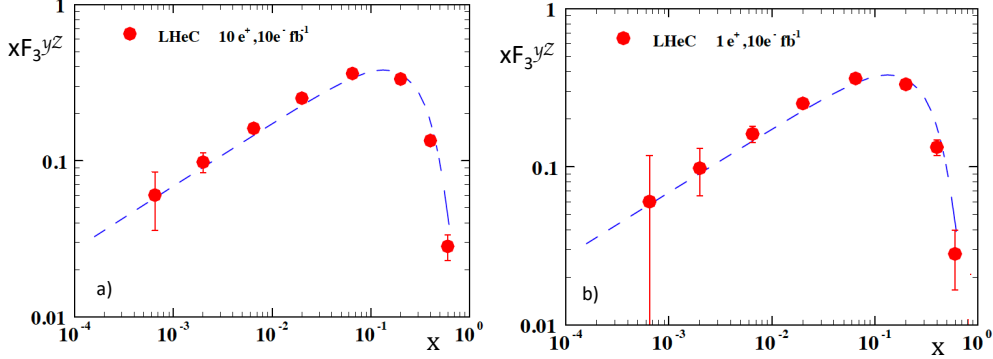 1
LHeC 10 e⁺,10e⁻ fb⁻¹
xF₃ʸᶻ
0.1
a)
0.01
10⁻⁴ 10⁻³ 10⁻² 10⁻¹ x 10⁰
1
LHeC 1 e⁺,10e⁻ fb⁻¹
xF₃ʸᶻ
0.1
b)
0.01
10⁻⁴ 10⁻³ 10⁻² 10⁻¹ x 10⁰